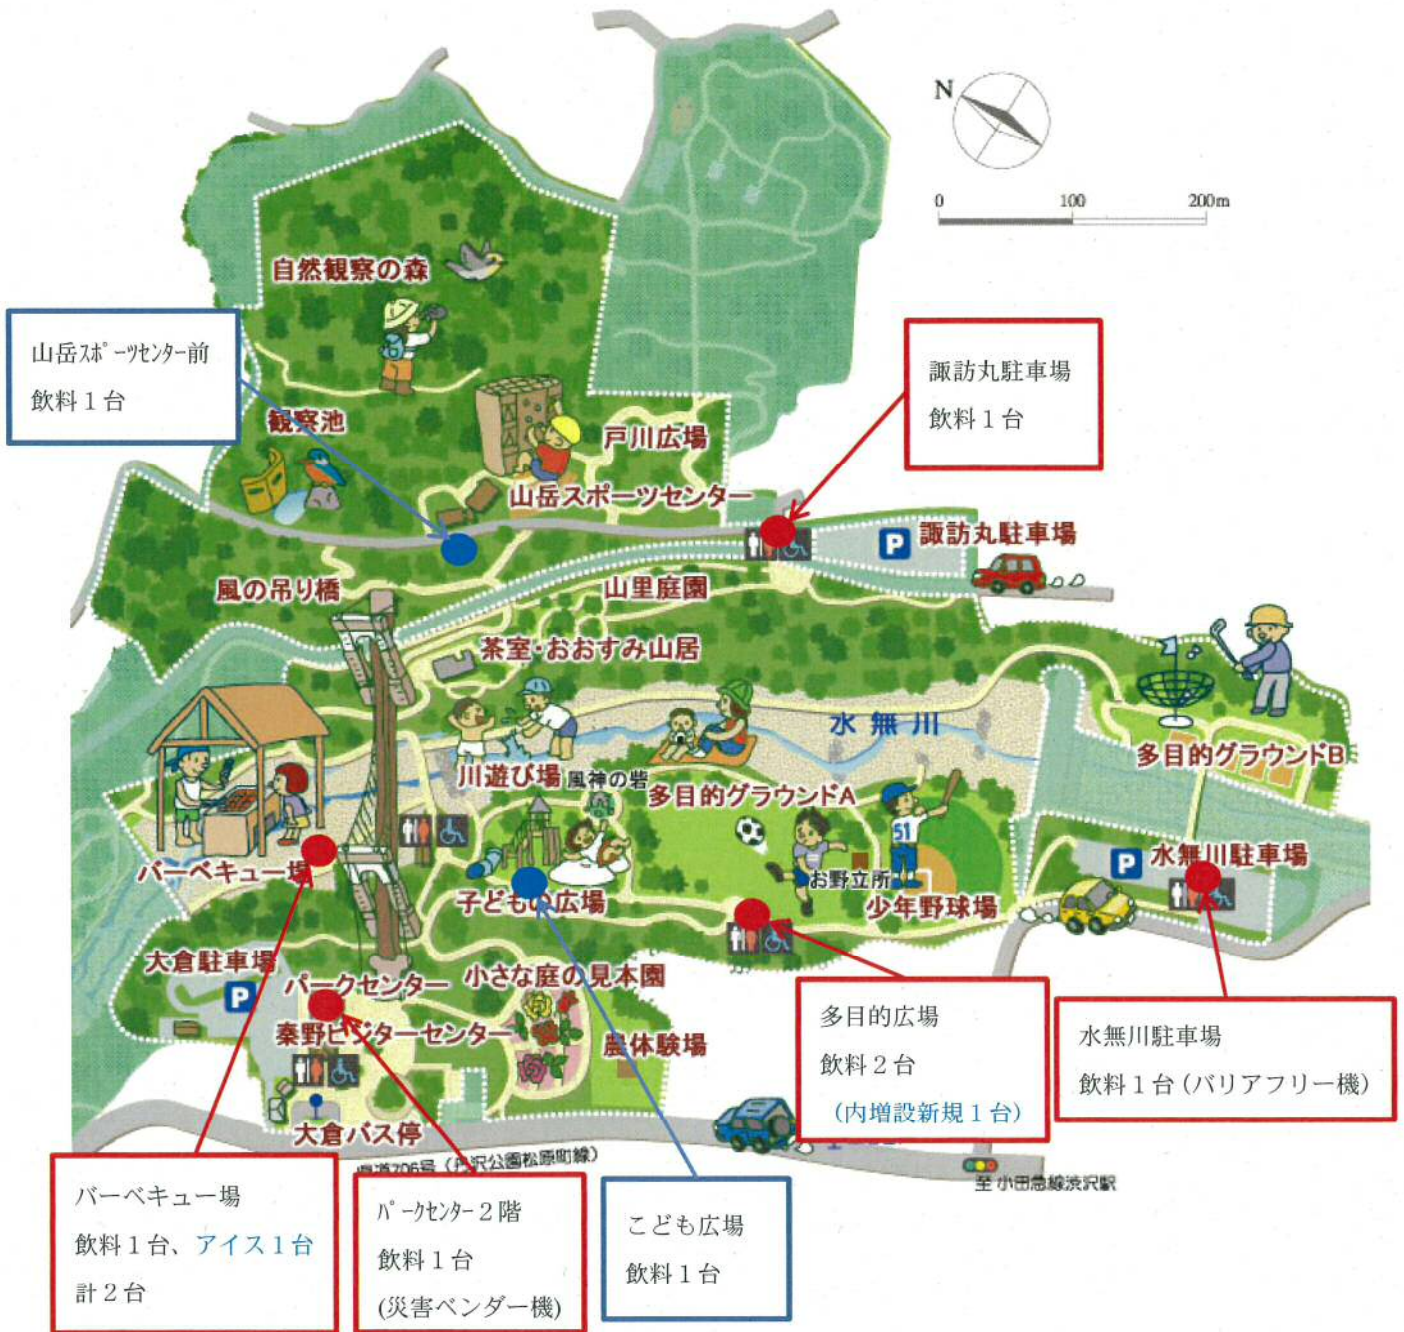 N
0 100 200m
自然観察の森
山岳スポーツセンター前
飲料１台
諏訪丸駐車場
飲料１台
観察池
戸川広場
山岳スポーツセンター
P 諏訪丸駐車場
風の吊り橋
山里庭園
茶室・おおすみ山居
水無川
川遊び場
風神の砦
多目的グラウンドA
多目的グラウンドB
51
バーベキュー場
子どもの広場
お野立所
少年野球場
P
水無川駐車場
大倉駐車場
P
パークセンター
小さな庭の見本園
秦野ビジターセンター
農体験場
大倉バス停
多目的広場
飲料２台
（内増設新規１台）
水無川駐車場
飲料１台（バリアフリー機）
県道706号（丹沢公園松原町線）
至 小田急線渋沢駅
バーベキュー場
飲料１台、アイス１台
計２台
パークセンター２階
飲料１台
(災害ベンダー機)
こども広場
飲料１台